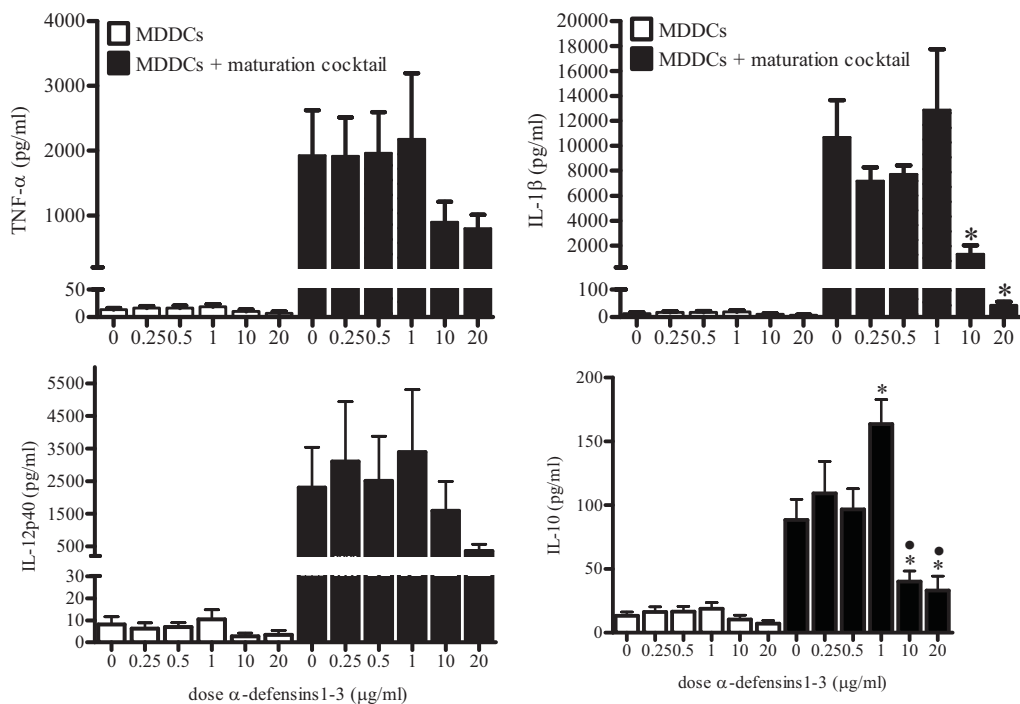 4000
3000
2000
1000
50
0
TNF-α (pg/ml)
MDDCs
MDDCs + maturation cocktail
0 0.25 0.5 1 10 20 0 0.25 0.5 1 10 20
20000
18000
16000
14000
12000
10000
8000
6000
4000
2000
100
0
IL-1β (pg/ml)
MDDCs
MDDCs + maturation cocktail
* *
0 0.25 0.5 1 10 20 0 0.25 0.5 1 10 20
5500
4500
3500
2500
1500
500
30
20
10
0
IL-12p40 (pg/ml)
0 0.25 0.5 1 10 20 0 0.25 0.5 1 10 20
dose α-defensins1-3 (μg/ml)
200
150
100
50
0
IL-10 (pg/ml)
*
• •
* *
0 0.25 0.5 1 10 20 0 0.25 0.5 1 10 20
dose α-defensins1-3 (μg/ml)